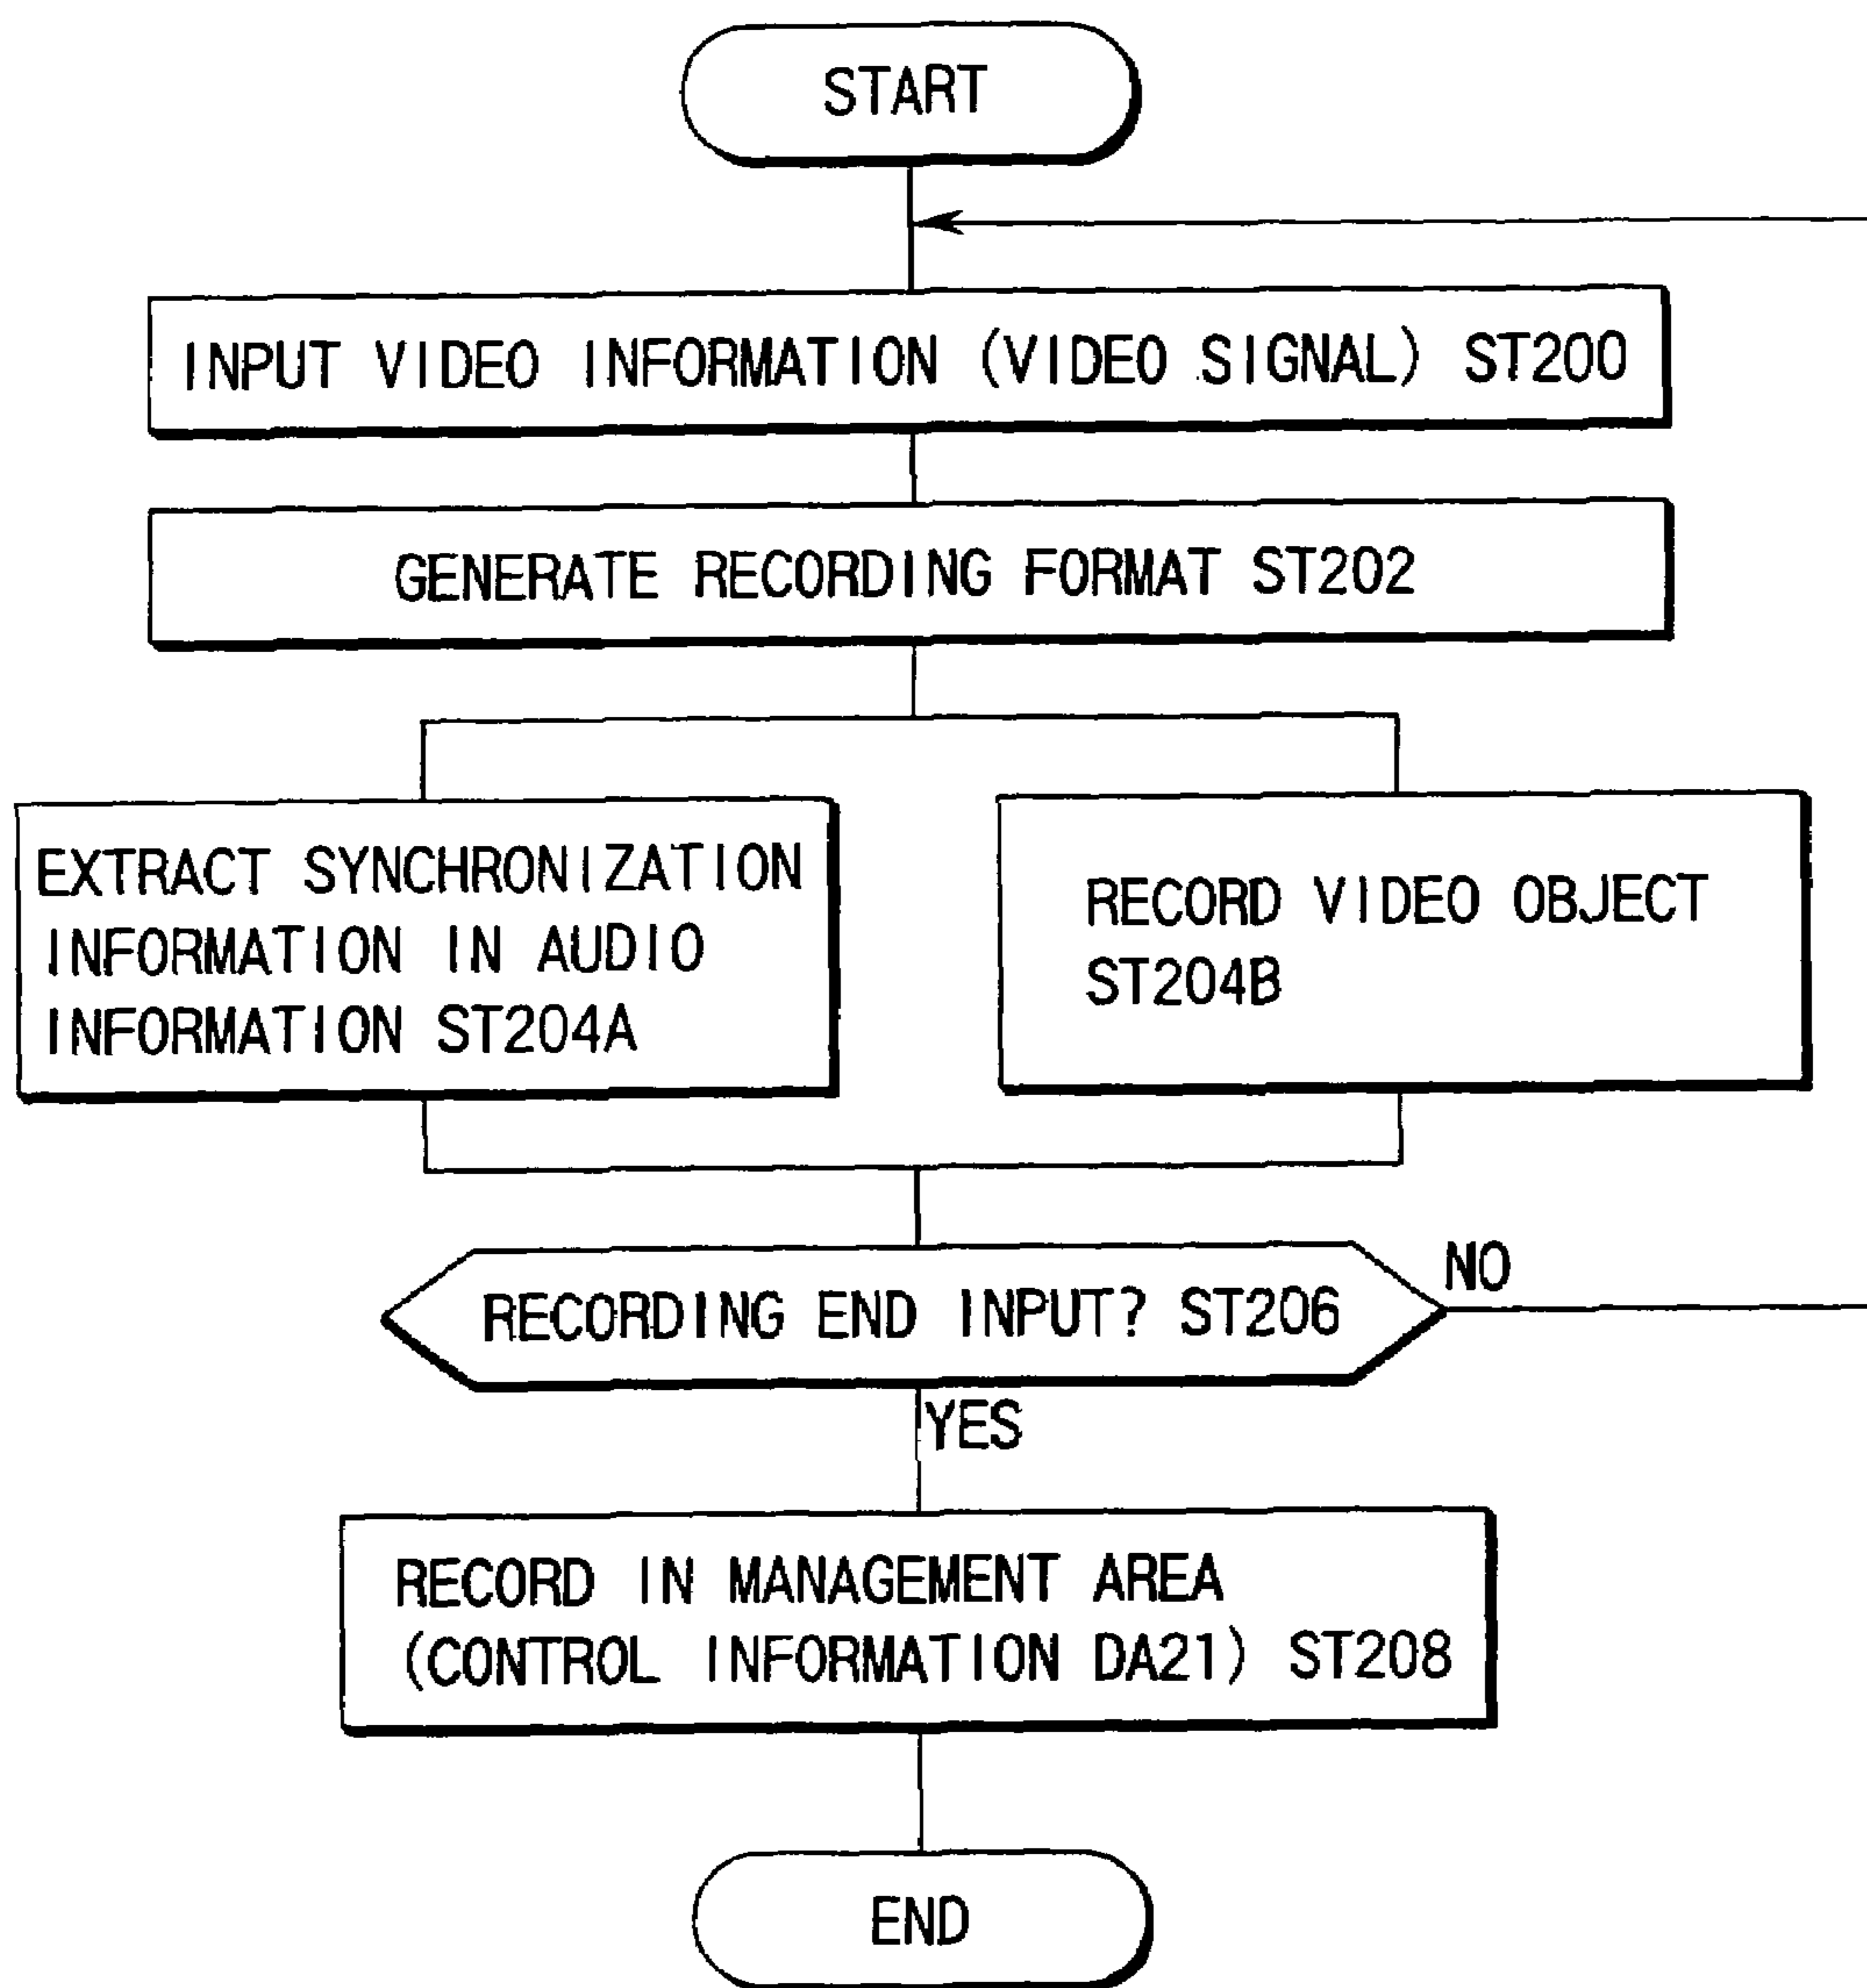 START
INPUT VIDEO INFORMATION (VIDEO SIGNAL) ST200
GENERATE RECORDING FORMAT ST202
EXTRACT SYNCHRONIZATION
INFORMATION IN AUDIO
INFORMATION ST204A
RECORD VIDEO OBJECT
ST204B
RECORDING END INPUT? ST206
NO
YES
RECORD IN MANAGEMENT AREA
(CONTROL INFORMATION DA21) ST208
END